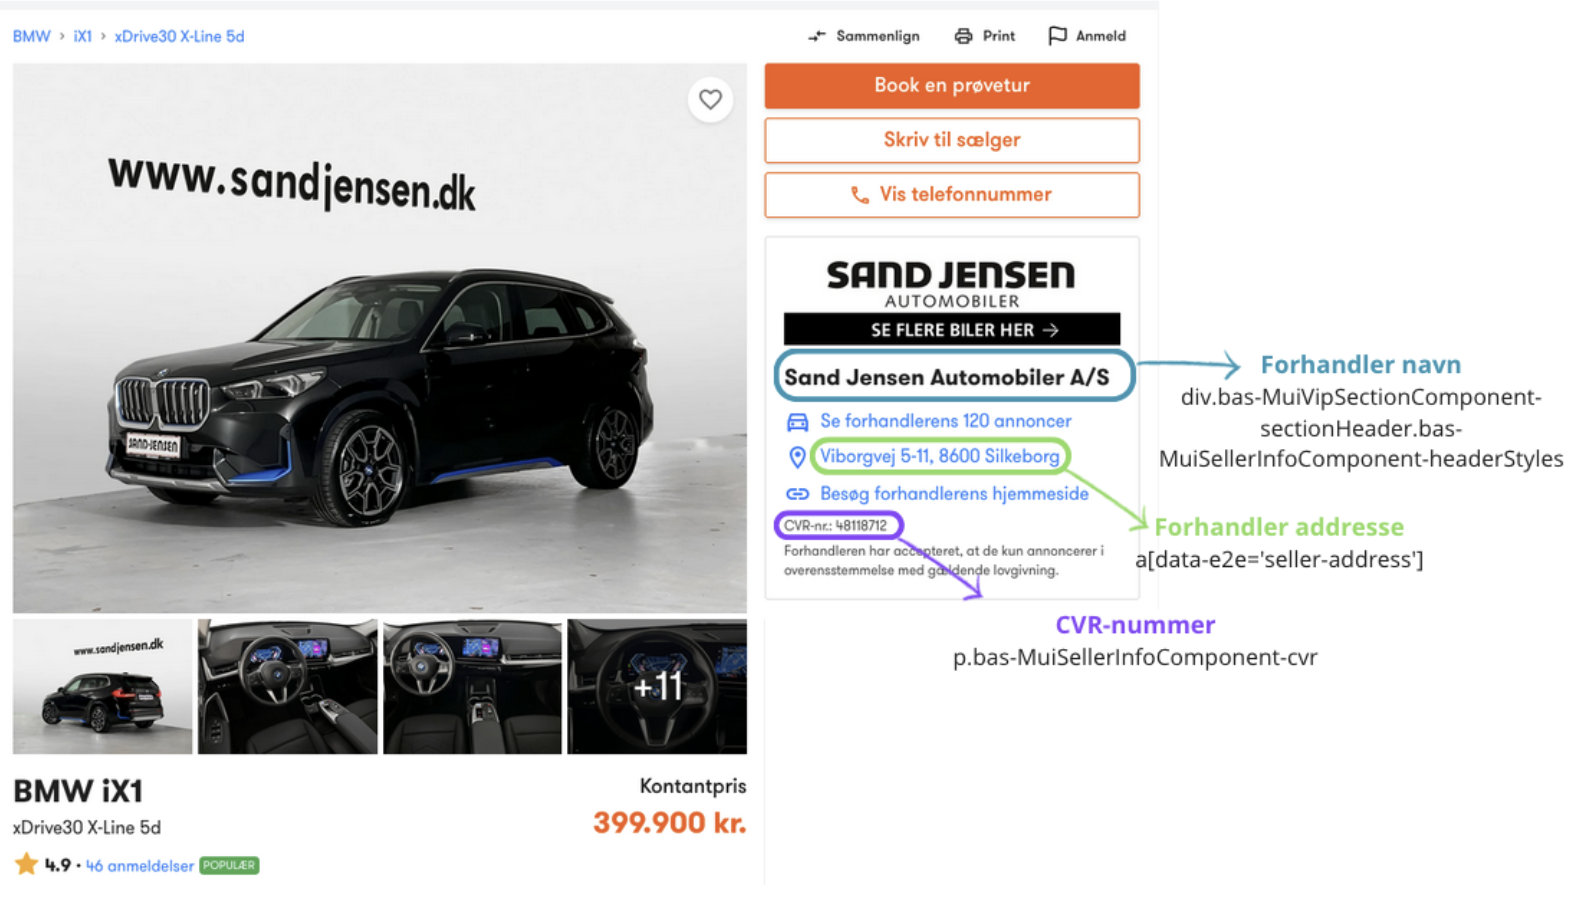 BMW › iX1 › xDrive30 X-Line 5d
Sammenlign Print Anmeld
www.sandjensen.dk
SAND JENSEN
www.sandjensen.dk
+11
BMW iX1
xDrive30 X-Line 5d
4.9 • 46 anmeldelser POPULÆR
Kontantpris
399.900 kr.
Book en prøvetur
Skriv til sælger
Vis telefonnummer
SAND JENSEN
AUTOMOBILER
SE FLERE BILER HER →
Sand Jensen Automobiler A/S
Se forhandlerens 120 annoncer
Viborgvej 5-11, 8600 Silkeborg
Besøg forhandlerens hjemmeside
CVR-nr.: 48118712
Forhandleren har accepteret, at de kun annoncerer i
overensstemmelse med gældende lovgivning.
Forhandler navn
div.bas-MuiVipSectionComponent-
sectionHeader.bas-
MuiSellerInfoComponent-headerStyles
Forhandler addresse
a[data-e2e='seller-address']
CVR-nummer
p.bas-MuiSellerInfoComponent-cvr